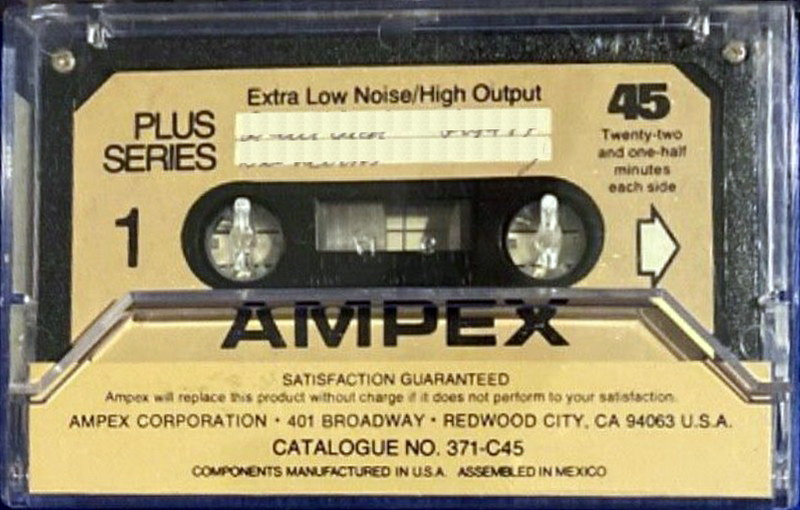 Extra Low Noise/High Output
PLUS
SERIES
45
Twenty-two
and one-half
minutes
each side
1
AMPEX
SATISFACTION GUARANTEED
Ampex will replace this product without charge if it does not perform to your satisfaction.
AMPEX CORPORATION • 401 BROADWAY • REDWOOD CITY, CA 94063 U.S.A.
CATALOGUE NO. 371-C45
COMPONENTS MANUFACTURED IN U.S.A. ASSEMBLED IN MEXICO